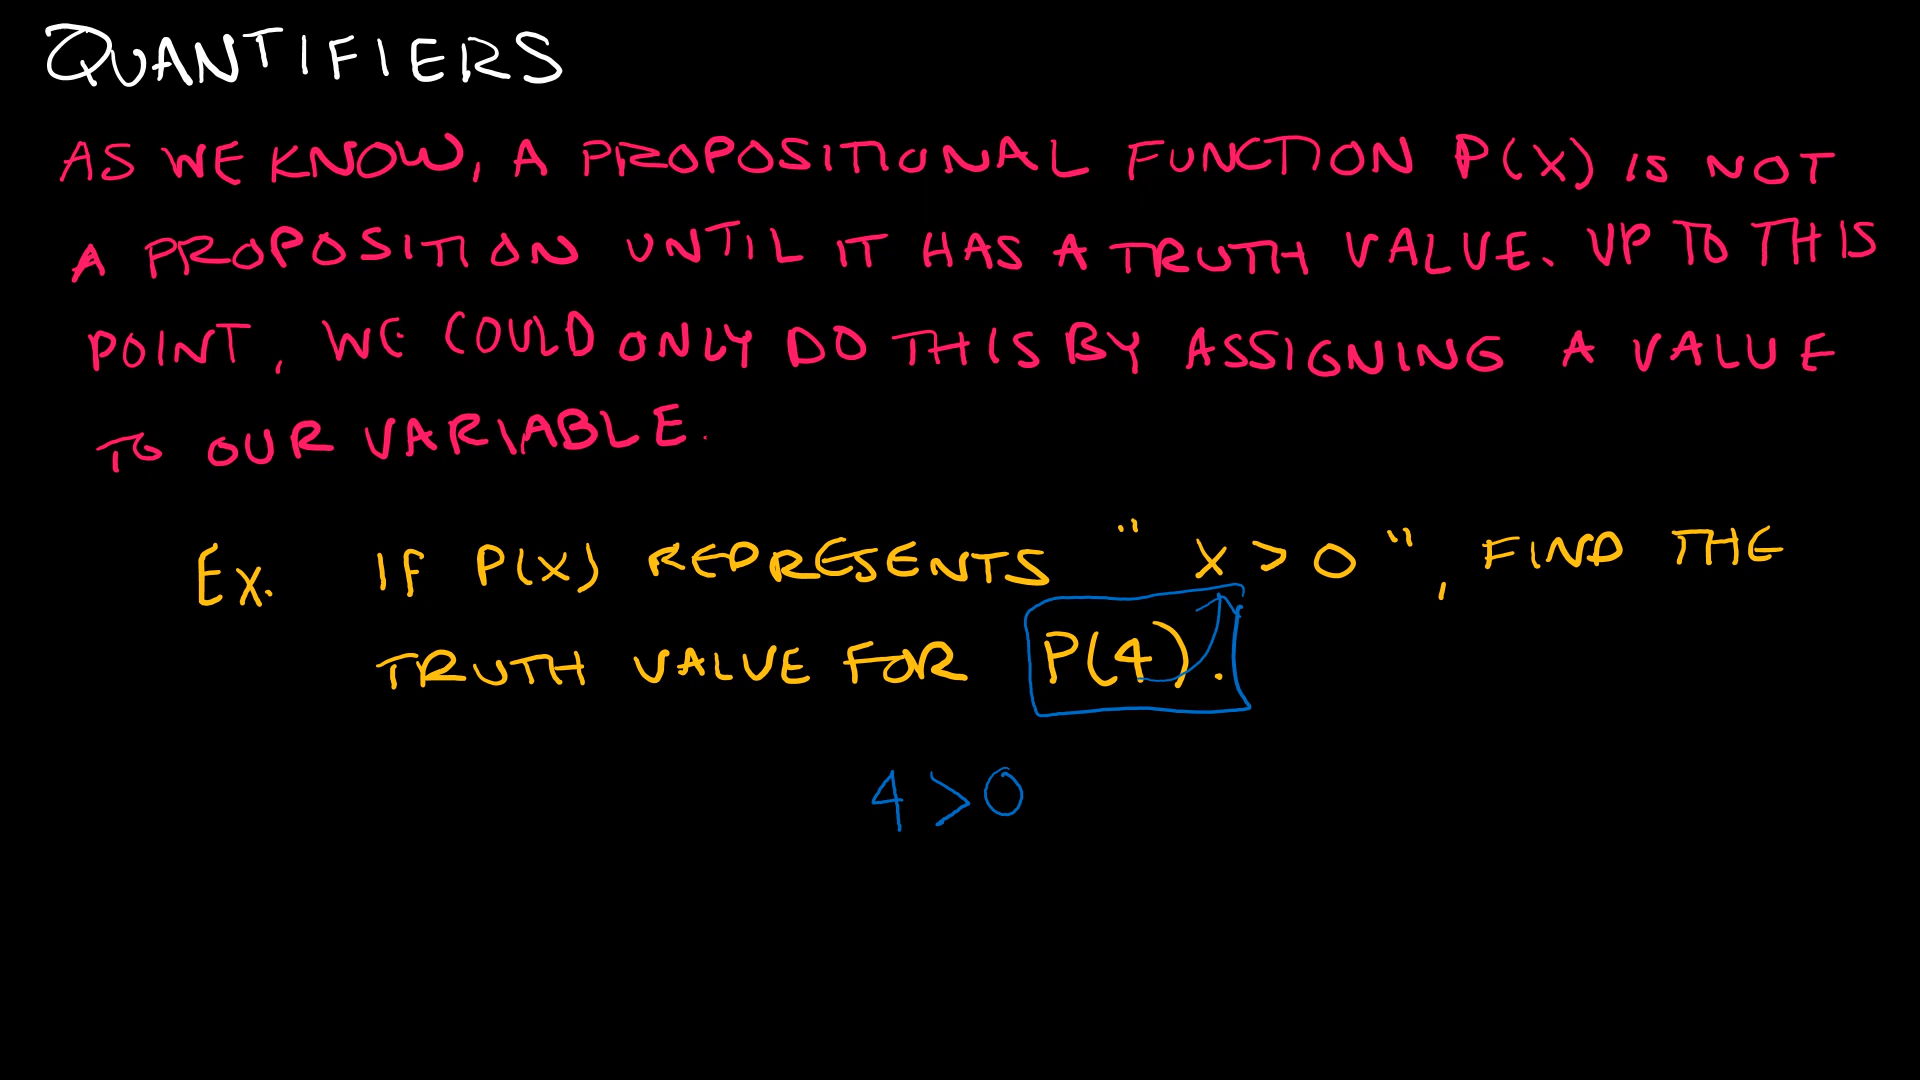 QUANTIFIERS
AS WE KNOW, A PROPOSITIONAL FUNCTION P(X) IS NOT
A PROPOSITION UNTIL IT HAS A TRUTH VALUE. UP TO THIS
POINT, WE COULD ONLY DO THIS BY ASSIGNING A VALUE
TO OUR VARIABLE.
Ex. IF P(X) REPRESENTS "X > 0", FIND THE
TRUTH VALUE FOR P(4).
4 > 0